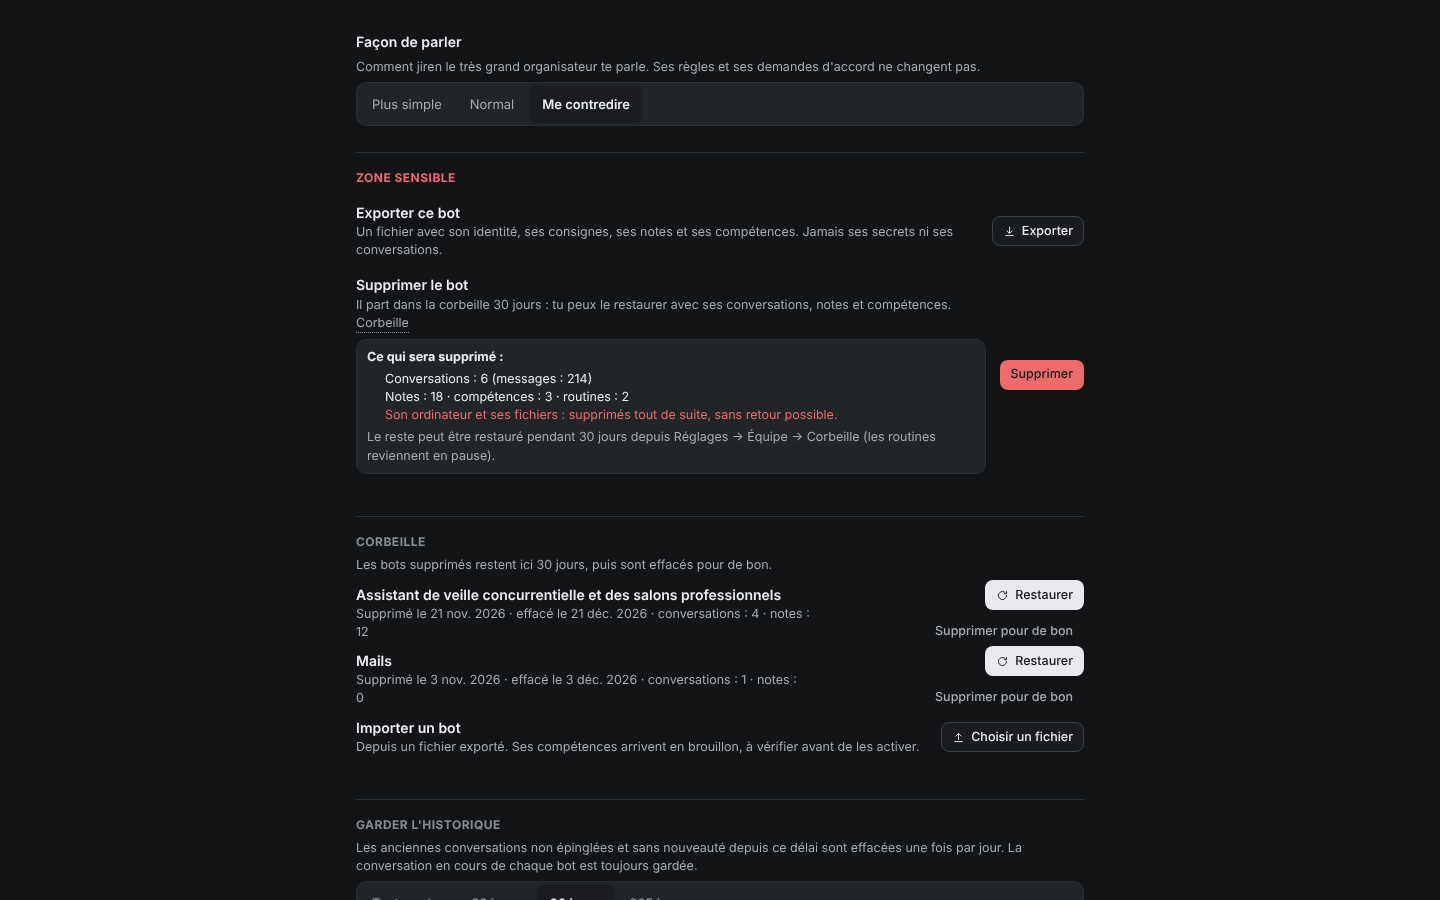 Façon de parler
Comment jiren le très grand organisateur te parle. Ses règles et ses demandes d'accord ne changent pas.
Plus simple Normal Me contredire
ZONE SENSIBLE
Exporter ce bot
Un fichier avec son identité, ses consignes, ses notes et ses compétences. Jamais ses secrets ni ses
conversations.
Exporter
Supprimer le bot
Il part dans la corbeille 30 jours : tu peux le restaurer avec ses conversations, notes et compétences.
Corbeille
Ce qui sera supprimé :
Conversations : 6 (messages : 214)
Notes : 18 · compétences : 3 · routines : 2
Son ordinateur et ses fichiers : supprimés tout de suite, sans retour possible.
Le reste peut être restauré pendant 30 jours depuis Réglages → Équipe → Corbeille (les routines
reviennent en pause).
Supprimer
CORBEILLE
Les bots supprimés restent ici 30 jours, puis sont effacés pour de bon.
Assistant de veille concurrentielle et des salons professionnels
Supprimé le 21 nov. 2026 · effacé le 21 déc. 2026 · conversations : 4 · notes :
12
Restaurer
Supprimer pour de bon
Mails
Supprimé le 3 nov. 2026 · effacé le 3 déc. 2026 · conversations : 1 · notes :
0
Restaurer
Supprimer pour de bon
Importer un bot
Depuis un fichier exporté. Ses compétences arrivent en brouillon, à vérifier avant de les activer.
Choisir un fichier
GARDER L'HISTORIQUE
Les anciennes conversations non épinglées et sans nouveauté depuis ce délai sont effacées une fois par jour. La
conversation en cours de chaque bot est toujours gardée.